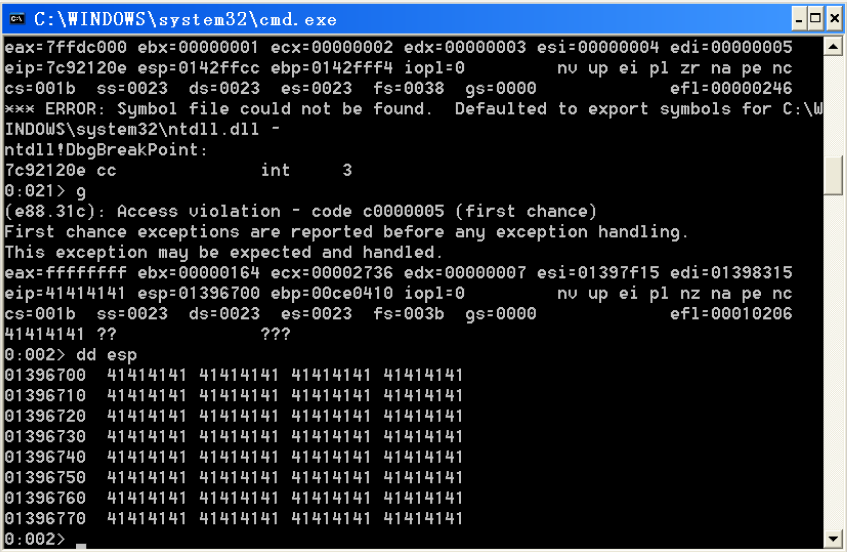 C:\WINDOWS\system32\cmd.exe
eax=7ffdc000 ebx=00000001 ecx=00000002 edx=00000003 esi=00000004 edi=00000005
eip=7c92120e esp=0142ffcc ebp=0142fff4 iopl=0         nv up ei pl zr na pe nc
cs=001b  ss=0023  ds=0023  es=0023  fs=0038  gs=0000             efl=00000246
*** ERROR: Symbol file could not be found.  Defaulted to export symbols for C:\W
INDOWS\system32\ntdll.dll -
ntdll!DbgBreakPoint:
7c92120e cc              int     3
0:021> g
(e88.31c): Access violation - code c0000005 (first chance)
First chance exceptions are reported before any exception handling.
This exception may be expected and handled.
eax=ffffffff ebx=00000164 ecx=00002736 edx=00000007 esi=01397f15 edi=01398315
eip=41414141 esp=01396700 ebp=00ce0410 iopl=0         nv up ei pl nz na pe nc
cs=001b  ss=0023  ds=0023  es=0023  fs=003b  gs=0000             efl=00010206
41414141 ??              ???
0:002> dd esp
01396700  41414141 41414141 41414141 41414141
01396710  41414141 41414141 41414141 41414141
01396720  41414141 41414141 41414141 41414141
01396730  41414141 41414141 41414141 41414141
01396740  41414141 41414141 41414141 41414141
01396750  41414141 41414141 41414141 41414141
01396760  41414141 41414141 41414141 41414141
01396770  41414141 41414141 41414141 41414141
0:002> _